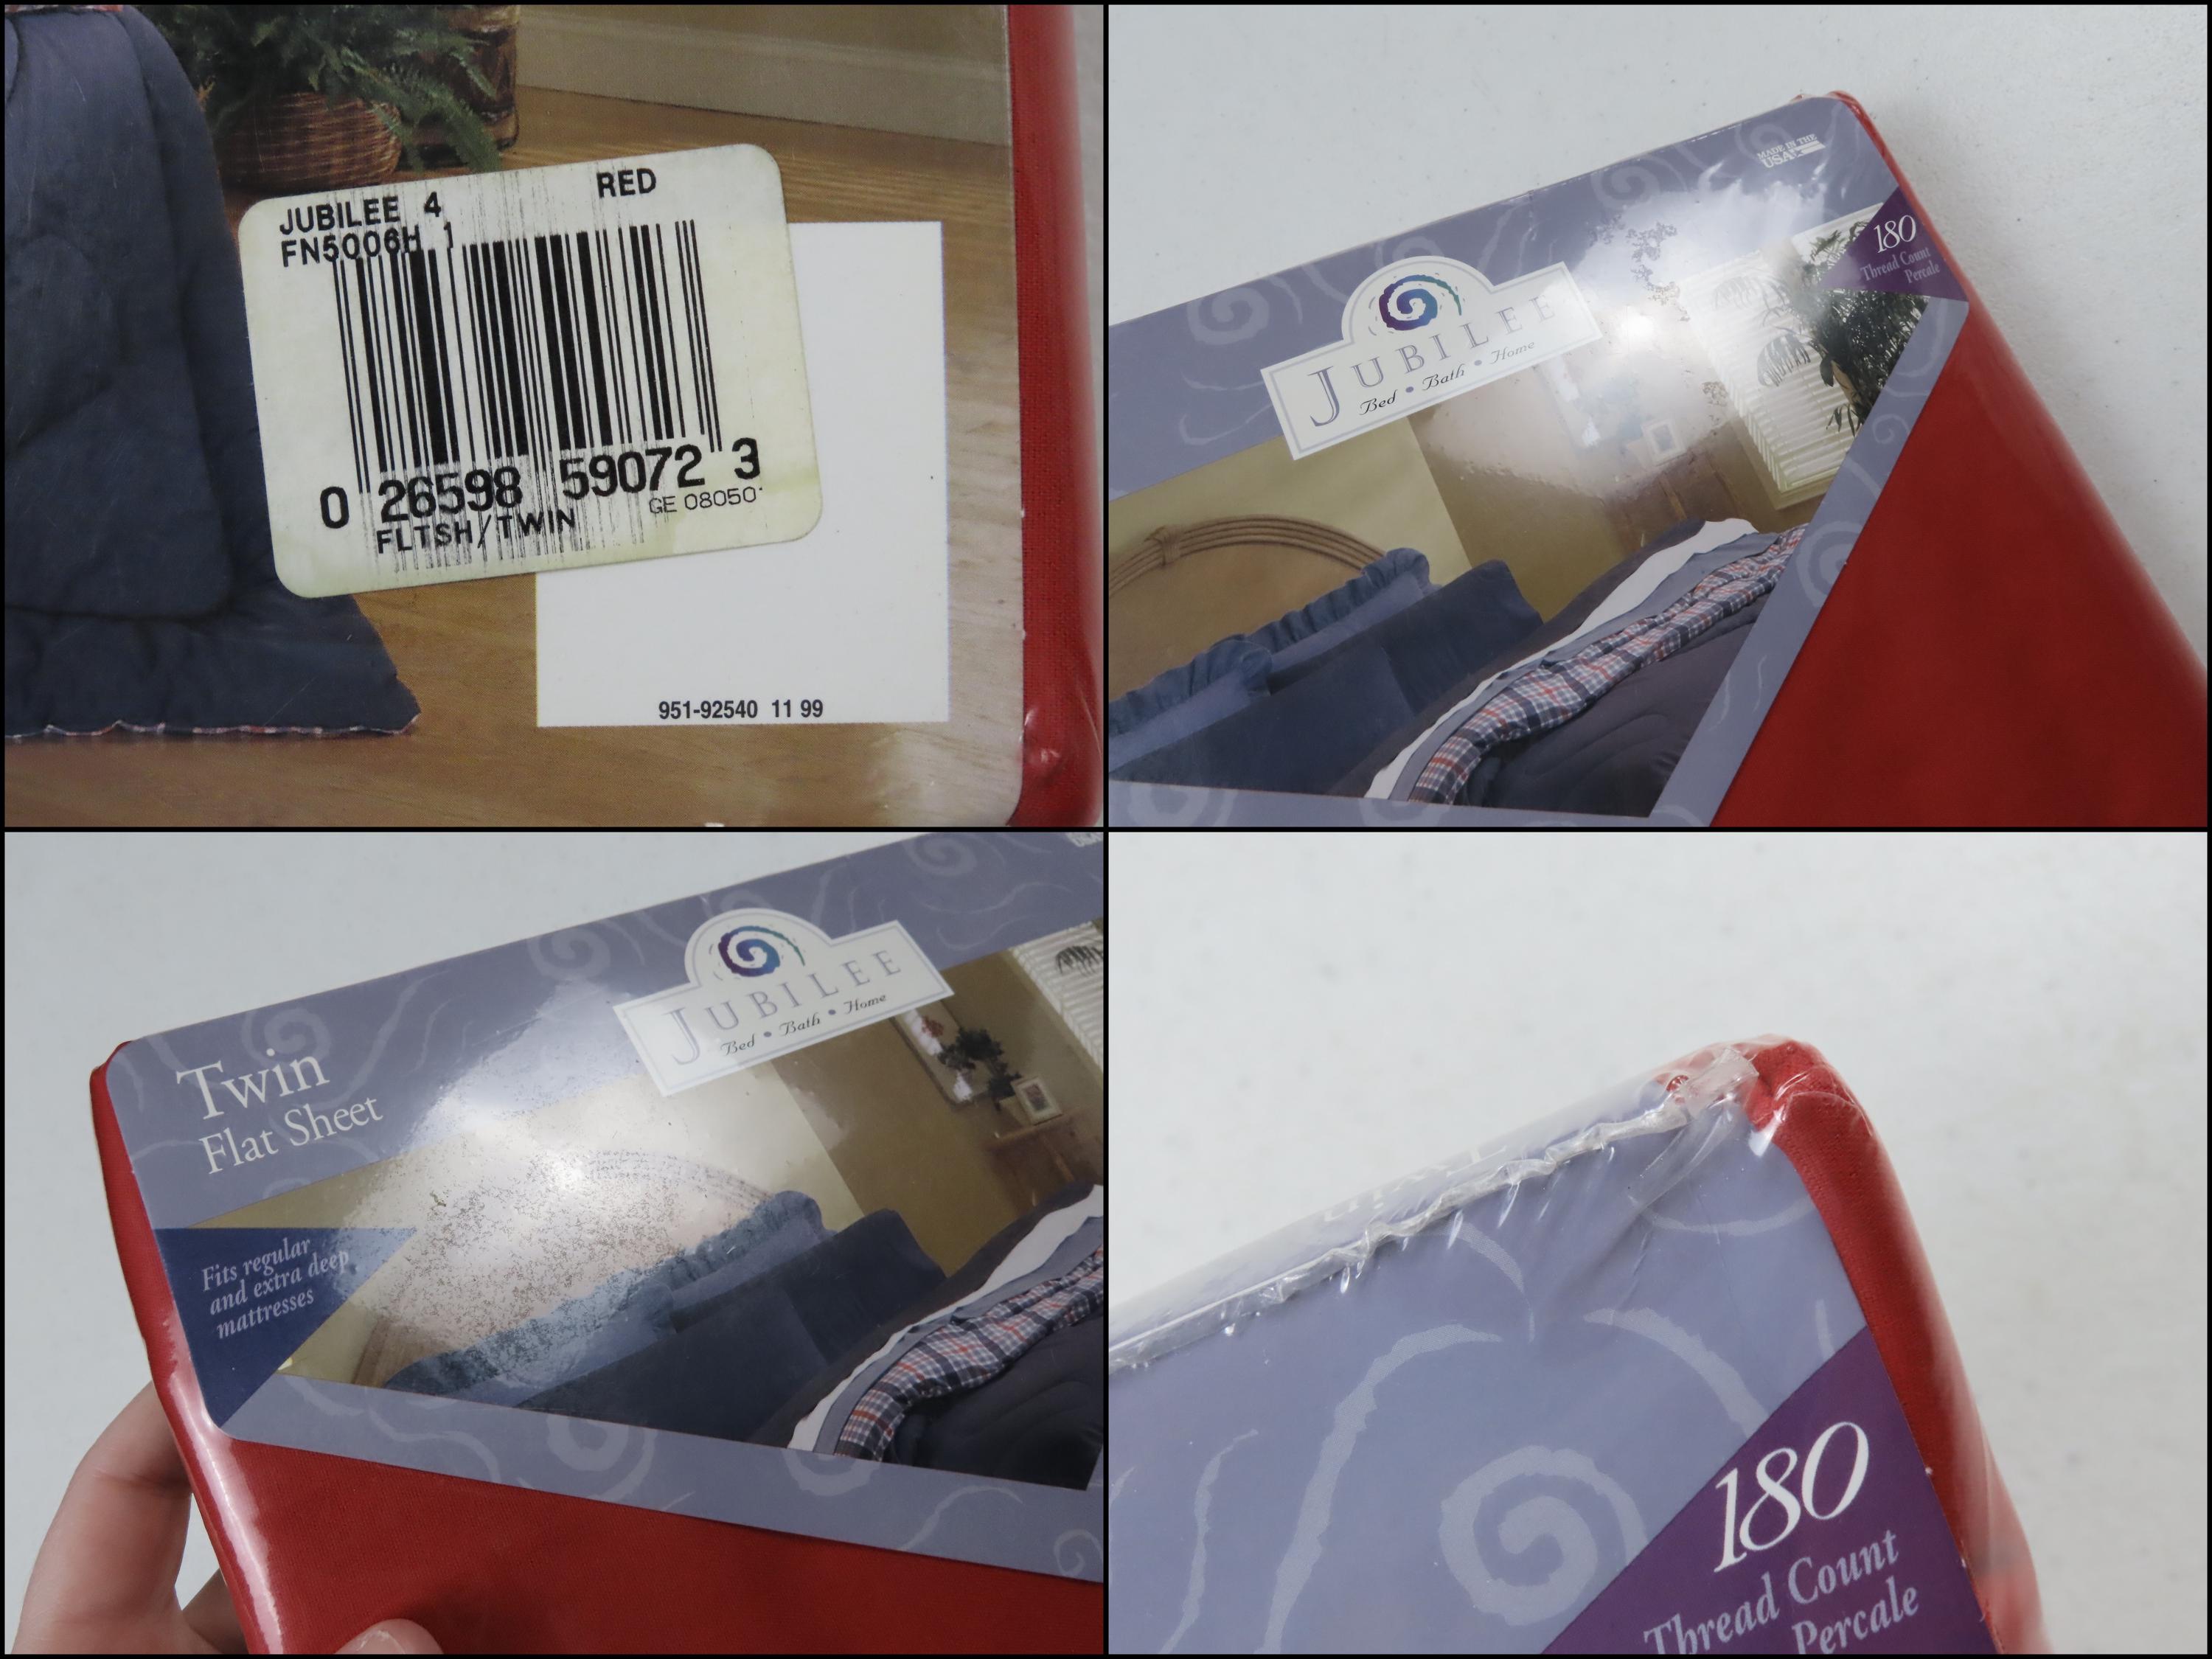 JUBILEE 4 RED
FN5006H 1
0 26598 59072 3
GE 08050
FLTSH/TWIN
951-92540 11 99
MADE IN THE
USA
180
Thread Count
Percale
JUBILEE
Bed • Bath • Home
JUBILEE
Bed • Bath • Home
Twin
Flat Sheet
Fits regular
and extra deep
mattresses
180
Thread Count
Percale